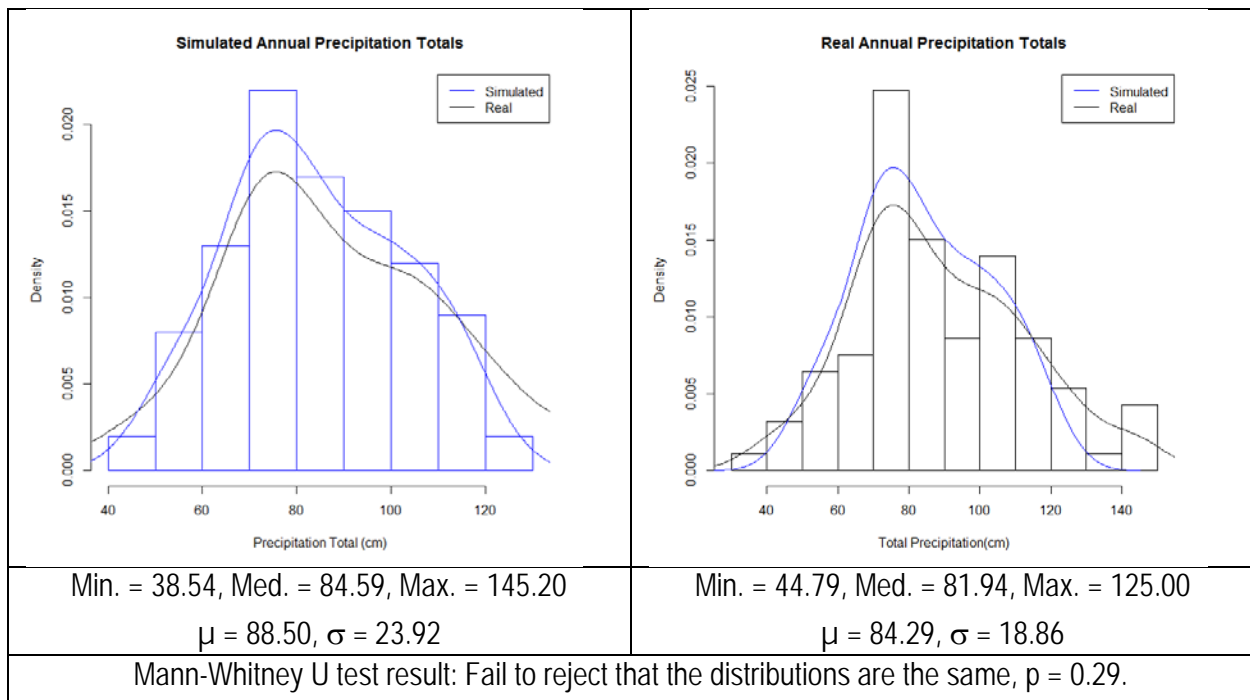 Simulated Annual Precipitation Totals
Simulated
Real
0.020
0.015
0.010
0.005
0.000
Density
40 60 80 100 120
Precipitation Total (cm)
Real Annual Precipitation Totals
Simulated
Real
0.025
0.020
0.015
0.010
0.005
0.000
Density
40 60 80 100 120 140
Total Precipitation(cm)
Min. = 38.54, Med. = 84.59, Max. = 145.20
μ = 88.50, σ = 23.92
Min. = 44.79, Med. = 81.94, Max. = 125.00
μ = 84.29, σ = 18.86
Mann-Whitney U test result: Fail to reject that the distributions are the same, p = 0.29.